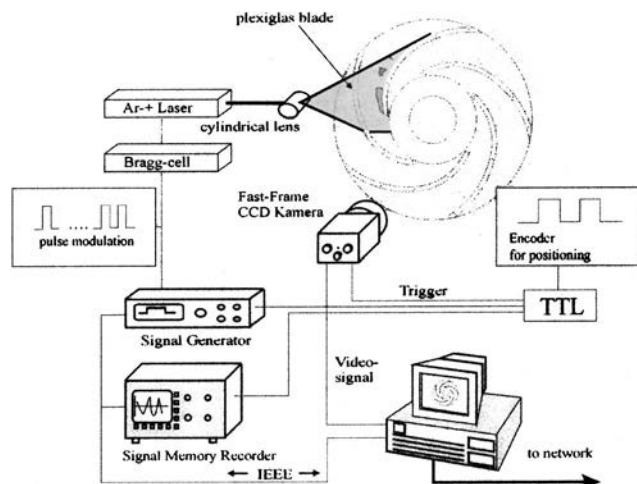 plexiglas blade
Ar-+ Laser
cylindrical lens
Bragg-cell
Fast-Frame
CCD Kamera
pulse modulation
Encoder
for positioning
Trigger
TTL
Signal Generator
Video-
signal
Signal Memory Recorder
IEEE
to network